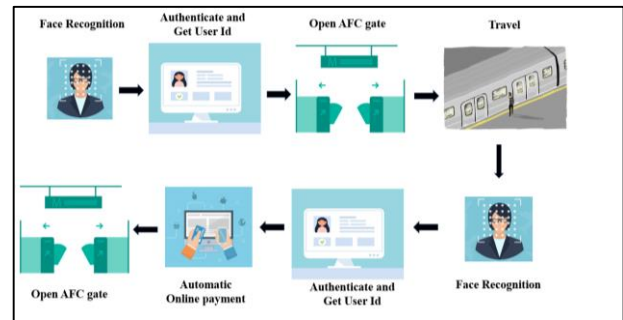 Face Recognition
Authenticate and
Get User Id
Open AFC gate
Travel
Open AFC gate
Automatic
Online payment
Authenticate and
Get User Id
Face Recognition